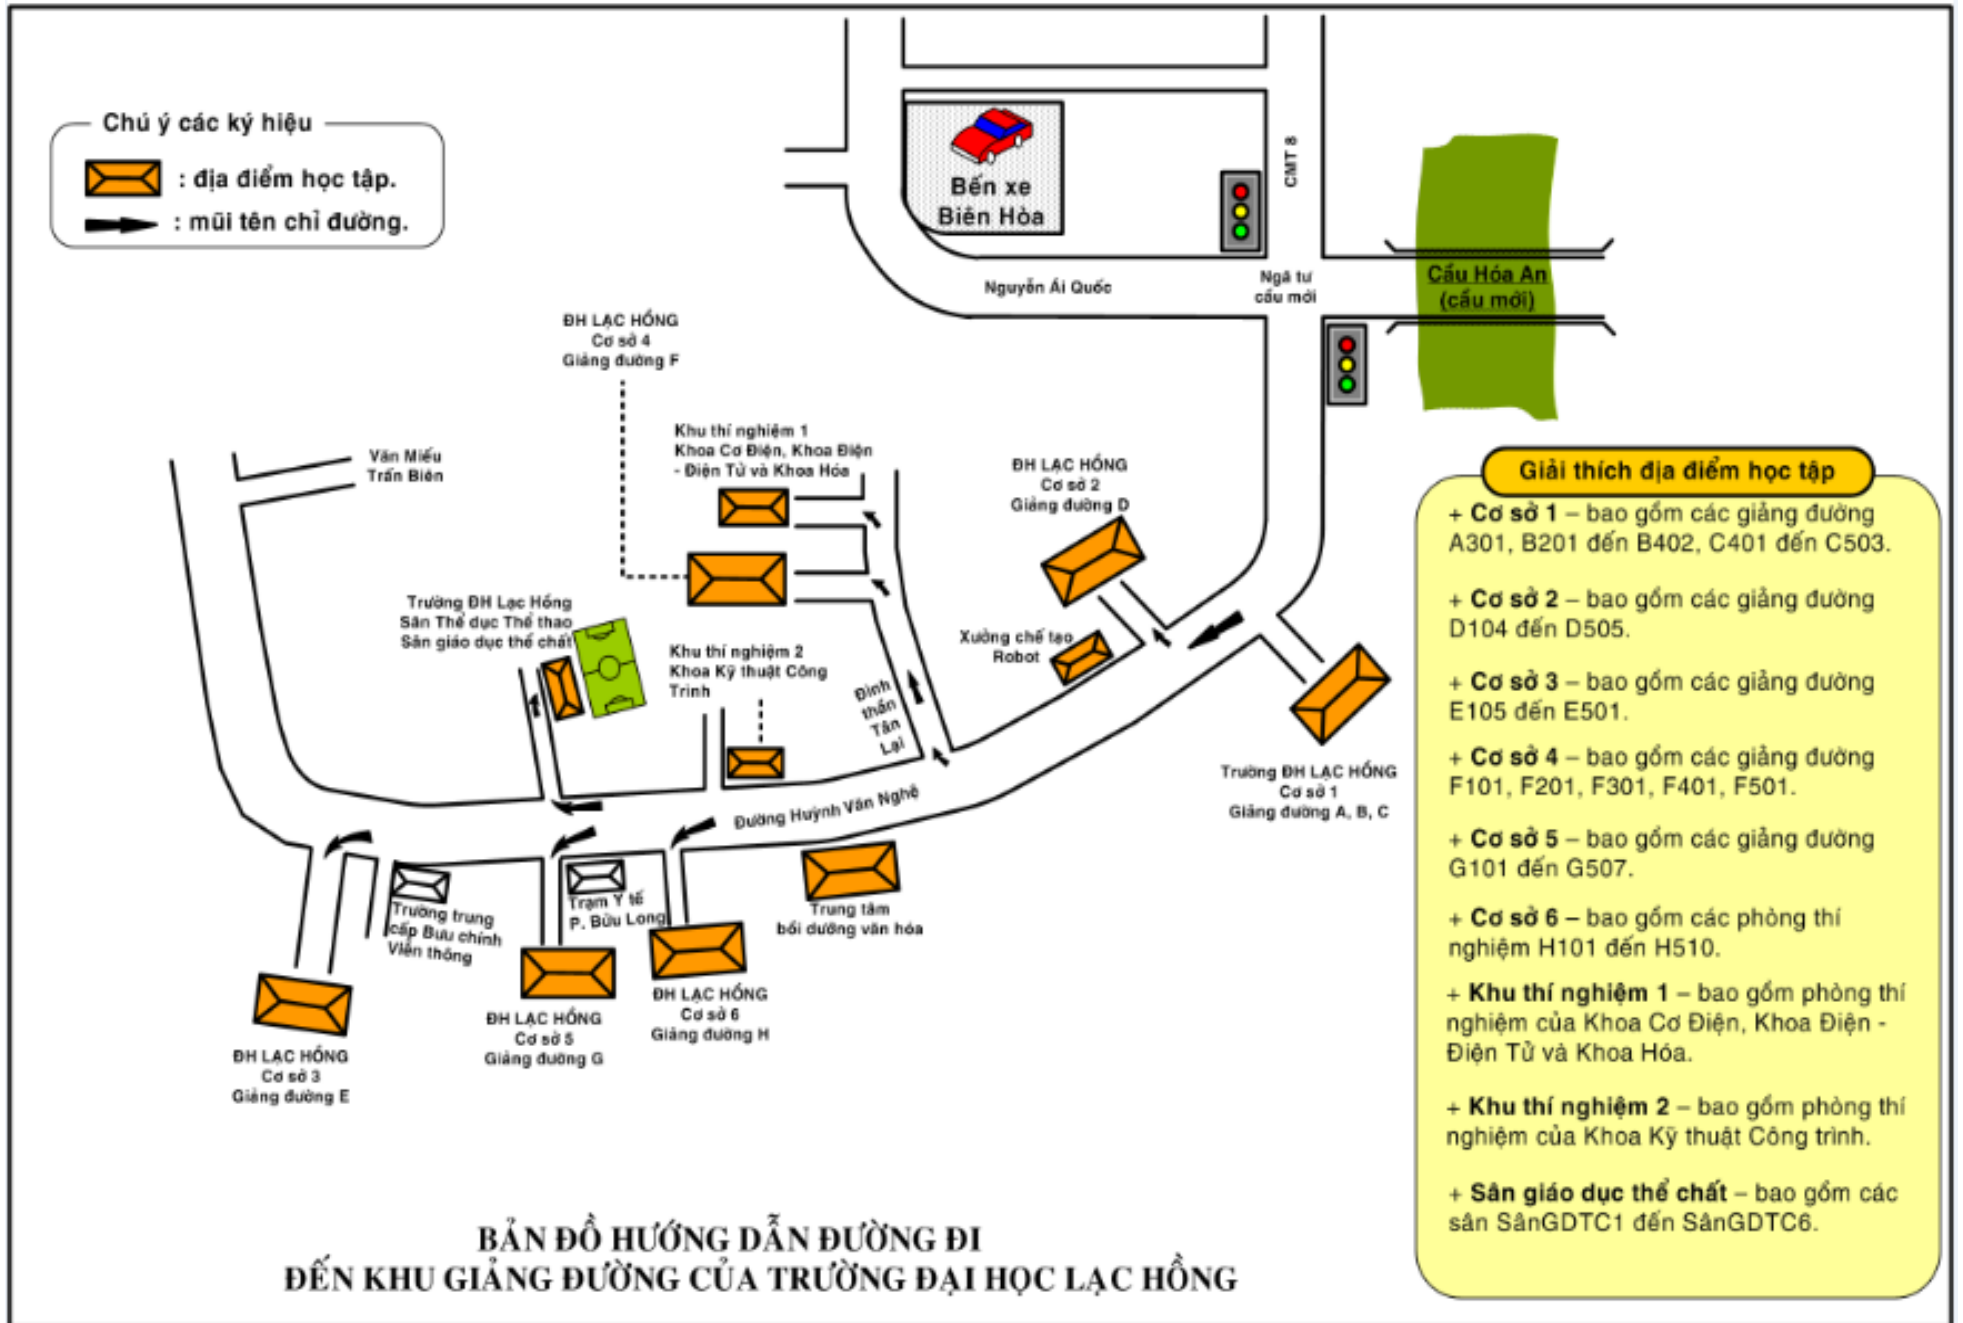 Chú ý các ký hiệu
: địa điểm học tập.
: mũi tên chỉ đường.
Bến xe
Biên Hòa
CMT 8
Nguyễn Ái Quốc
Ngã tư
cầu mới
Cầu Hóa An
(cầu mới)
ĐH LẠC HỒNG
Cơ sở 4
Giảng đường F
Khu thí nghiệm 1
Khoa Cơ Điện, Khoa Điện
- Điện Tử và Khoa Hóa
ĐH LẠC HỒNG
Cơ sở 2
Giảng đường D
Văn Miếu
Trấn Biên
Trường ĐH Lạc Hồng
Sân Thể dục Thể thao
Sân giáo dục thể chất
Khu thí nghiệm 2
Khoa Kỹ thuật Công
Trình
Xưởng chế tạo
Robot
Đình
thần
Tân
Lại
Đường Huỳnh Văn Nghệ
Trường ĐH LẠC HỒNG
Cơ sở 1
Giảng đường A, B, C
Trường trung
cấp Bưu chính
Viễn thông
Trạm Y tế
P. Bửu Long
Trung tâm
bồi dưỡng văn hóa
ĐH LẠC HỒNG
Cơ sở 6
Giảng đường H
ĐH LẠC HỒNG
Cơ sở 5
Giảng đường G
ĐH LẠC HỒNG
Cơ sở 3
Giảng đường E
Giải thích địa điểm học tập
+ Cơ sở 1 – bao gồm các giảng đường
A301, B201 đến B402, C401 đến C503.
+ Cơ sở 2 – bao gồm các giảng đường
D104 đến D505.
+ Cơ sở 3 – bao gồm các giảng đường
E105 đến E501.
+ Cơ sở 4 – bao gồm các giảng đường
F101, F201, F301, F401, F501.
+ Cơ sở 5 – bao gồm các giảng đường
G101 đến G507.
+ Cơ sở 6 – bao gồm các phòng thí
nghiệm H101 đến H510.
+ Khu thí nghiệm 1 – bao gồm phòng thí
nghiệm của Khoa Cơ Điện, Khoa Điện -
Điện Tử và Khoa Hóa.
+ Khu thí nghiệm 2 – bao gồm phòng thí
nghiệm của Khoa Kỹ thuật Công trình.
+ Sân giáo dục thể chất – bao gồm các
sân SânGDTC1 đến SânGDTC6.
BẢN ĐỒ HƯỚNG DẪN ĐƯỜNG ĐI
ĐẾN KHU GIẢNG ĐƯỜNG CỦA TRƯỜNG ĐẠI HỌC LẠC HỒNG